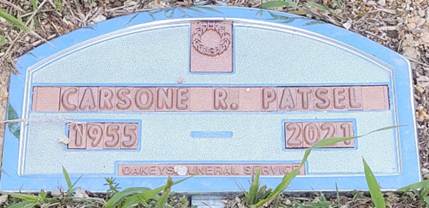 CARSONE R. PATSEL
1955 - 2021
OAKEYS FUNERAL SERVICE